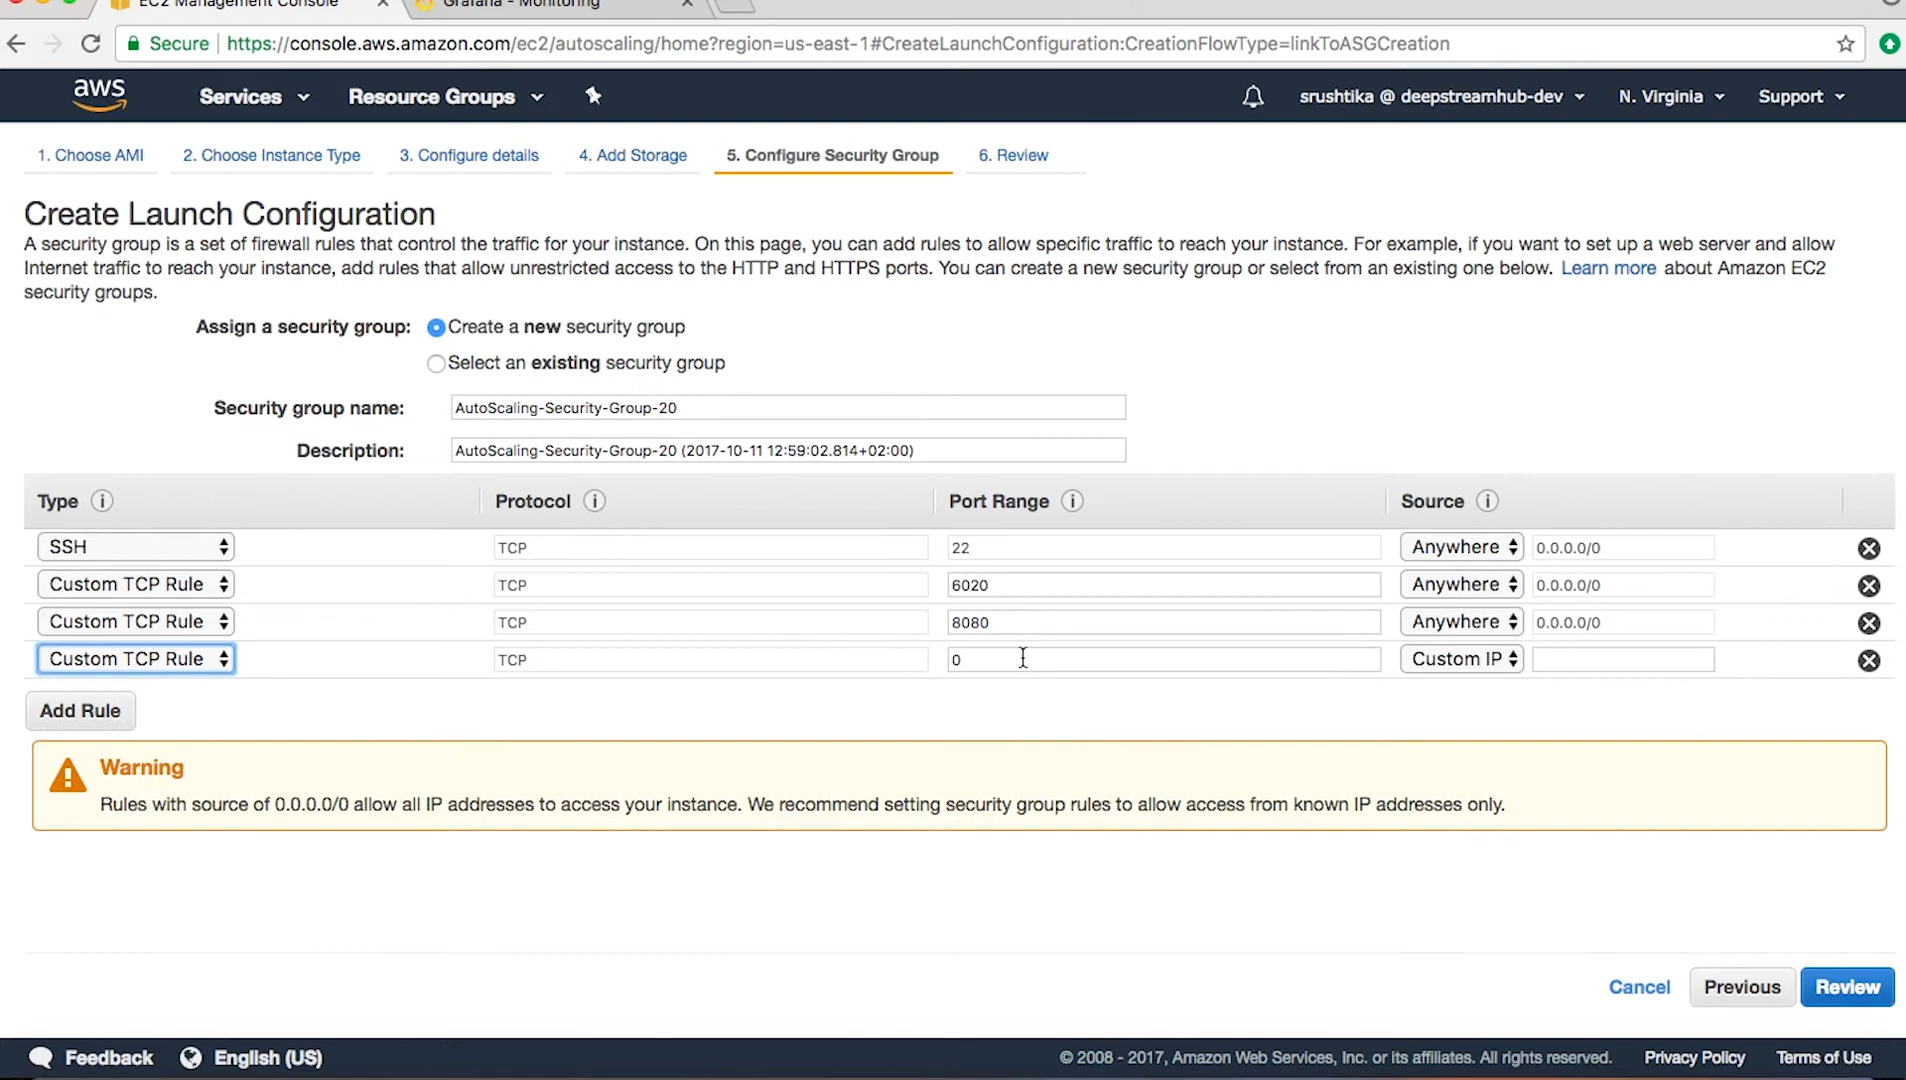 EC2 Management Console
Grafana - Monitoring
Secure
https://console.aws.amazon.com/ec2/autoscaling/home?region=us-east-1#CreateLaunchConfiguration:CreationFlowType=linkToASGCreation
aws Services Resource Groups srushtika @ deepstreamhub-dev N. Virginia Support
1. Choose AMI 2. Choose Instance Type 3. Configure details 4. Add Storage 5. Configure Security Group 6. Review
Create Launch Configuration
A security group is a set of firewall rules that control the traffic for your instance. On this page, you can add rules to allow specific traffic to reach your instance. For example, if you want to set up a web server and allow
Internet traffic to reach your instance, add rules that allow unrestricted access to the HTTP and HTTPS ports. You can create a new security group or select from an existing one below. Learn more about Amazon EC2
security groups.
Assign a security group: Create a new security group
Select an existing security group
Security group name: AutoScaling-Security-Group-20
Description: AutoScaling-Security-Group-20 (2017-10-11 12:59:02.814+02:00)
Type i Protocol i Port Range i Source i
SSH TCP 22 Anywhere 0.0.0.0/0
Custom TCP Rule TCP 6020 Anywhere 0.0.0.0/0
Custom TCP Rule TCP 8080 Anywhere 0.0.0.0/0
Custom TCP Rule TCP 0 Custom IP
Add Rule
Warning
Rules with source of 0.0.0.0/0 allow all IP addresses to access your instance. We recommend setting security group rules to allow access from known IP addresses only.
Cancel Previous Review
Feedback English (US) © 2008 - 2017, Amazon Web Services, Inc. or its affiliates. All rights reserved. Privacy Policy Terms of Use